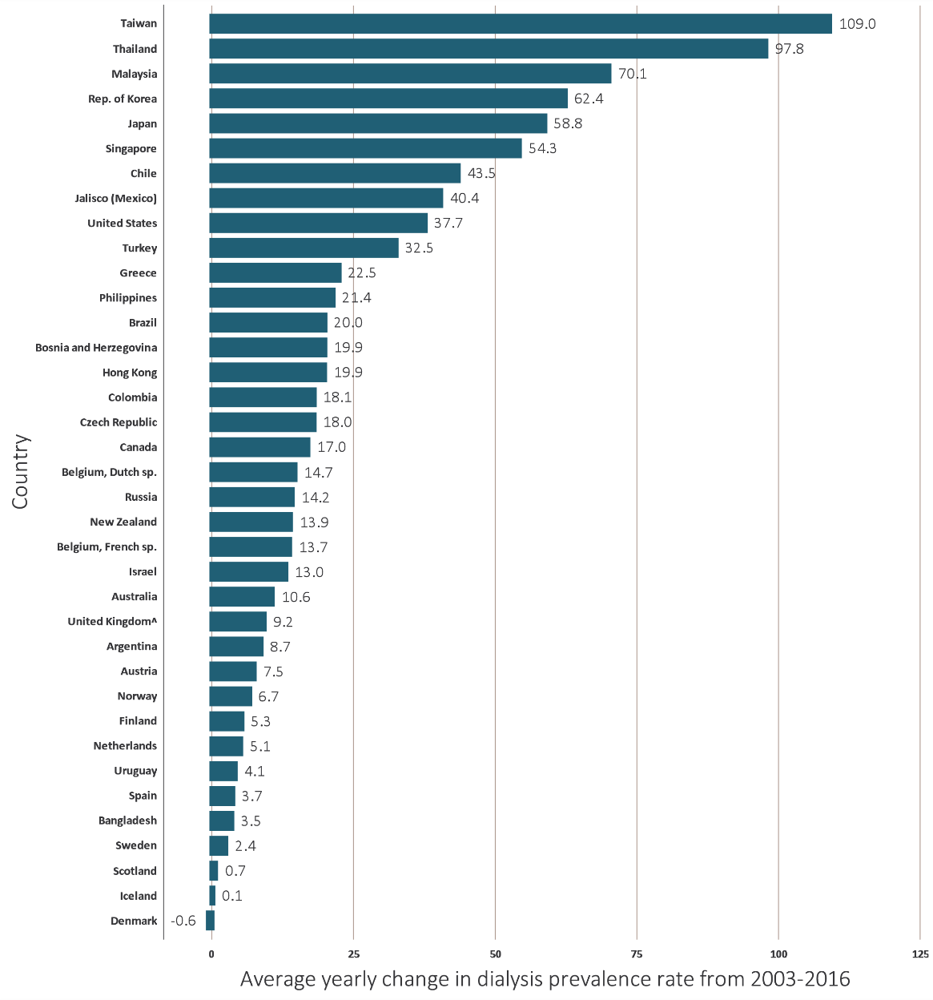 Taiwan 109.0
Thailand 97.8
Malaysia 70.1
Rep. of Korea 62.4
Japan 58.8
Singapore 54.3
Chile 43.5
Jalisco (Mexico) 40.4
United States 37.7
Turkey 32.5
Greece 22.5
Philippines 21.4
Brazil 20.0
Bosnia and Herzegovina 19.9
Hong Kong 19.9
Colombia 18.1
Czech Republic 18.0
Canada 17.0
Belgium, Dutch sp. 14.7
Russia 14.2
New Zealand 13.9
Belgium, French sp. 13.7
Israel 13.0
Australia 10.6
United Kingdom^ 9.2
Argentina 8.7
Austria 7.5
Norway 6.7
Finland 5.3
Netherlands 5.1
Uruguay 4.1
Spain 3.7
Bangladesh 3.5
Sweden 2.4
Scotland 0.7
Iceland 0.1
Denmark -0.6
Country
0 25 50 75 100 125
Average yearly change in dialysis prevalence rate from 2003-2016